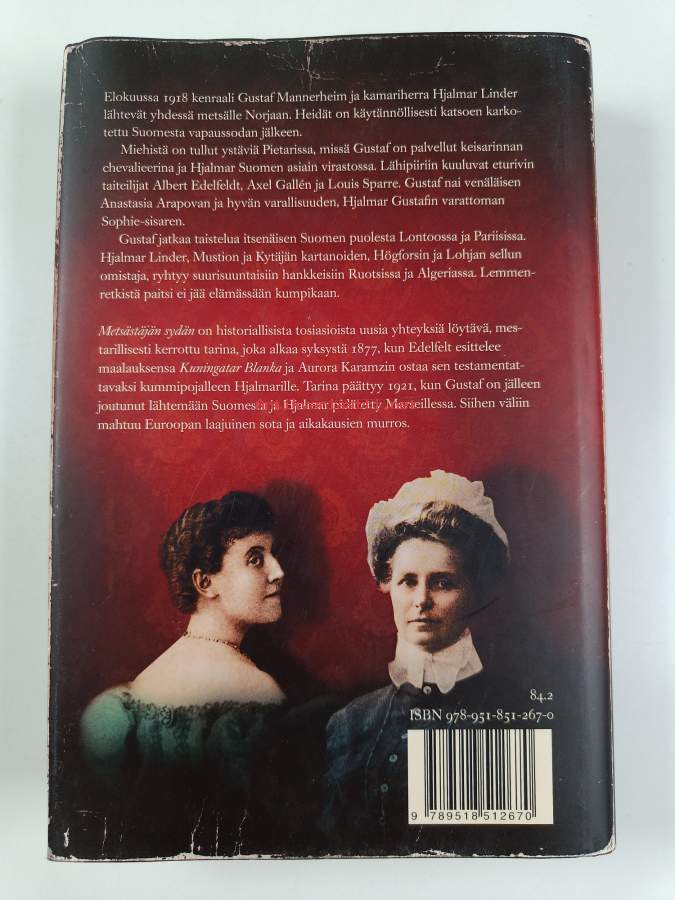 Elokuussa 1918 kenraali Gustaf Mannerheim ja kamariherra Hjalmar Linder
lähtevät yhdessä metsälle Norjaan. Heidät on käytännöllisesti katsoen karko-
tettu Suomesta vapaussodan jälkeen.
Miehistä on tullut ystäviä Pietarissa, missä Gustaf on palvellut keisarinnan
chevalieerina ja Hjalmar Suomen asiain virastossa. Lähipiiriin kuuluvat eturivin
taiteilijat Albert Edelfeldt, Axel Gallén ja Louis Sparre. Gustaf nai venäläisen
Anastasia Arapovan ja hyvän varallisuuden, Hjalmar Gustafin varattoman
Sophie-sisaren.
Gustaf jatkaa taistelua itsenäisen Suomen puolesta Lontoossa ja Pariisissa.
Hjalmar Linder, Mustion ja Kytäjän kartanoiden, Högforsin ja Lohjan sellun
omistaja, ryhtyy suurisuuntaisiin hankkeisiin Ruotsissa ja Algeriassa. Lemmen-
retkistä paitsi ei jää elämässään kumpikaan.
Metsästäjän sydän on historiallisista tosiasioista uusia yhteyksiä löytävä, mes-
tarillisesti kerrottu tarina, joka alkaa syksystä 1877, kun Edelfelt esittelee
maalauksensa Kuningatar Blanka ja Aurora Karamzin ostaa sen testamentat-
tavaksi kummipojalleen Hjalmarille. Tarina päättyy 1921, kun Gustaf on jälleen
joutunut lähtemään Suomesta ja Hjalmar pidätetty Marseillessa. Siihen väliin
mahtuu Euroopan laajuinen sota ja aikakausien murros.
84.2
ISBN 978-951-851-267-0
9 789518 512670